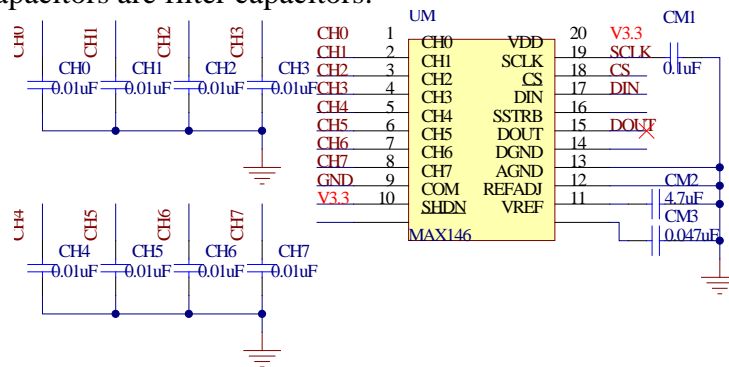 apacitors are filter capacitors.
UM
CM1
CH0 CH1 CH2 CH3
CH0 1 CH0 VDD 20 V3.3
CH1 2 CH1 SCLK 19 SCLK
CH2 3 CH2 CS 18 CS
CH3 4 CH3 DIN 17 DIN
CH4 5 CH4 SSTRB 16
CH5 6 CH5 DOUT 15 DOUT
CH6 7 CH6 DGND 14
CH7 8 CH7 AGND 13
GND 9 COM REFADJ 12
V3.3 10 SHDN VREF 11
MAX146
0.1uF
CM2
4.7uF
CM3
0.047uF
CH0 CH1 CH2 CH3
0.01uF 0.01uF 0.01uF 0.01uF
CH4 CH5 CH6 CH7
CH4 CH5 CH6 CH7
0.01uF 0.01uF 0.01uF 0.01uF